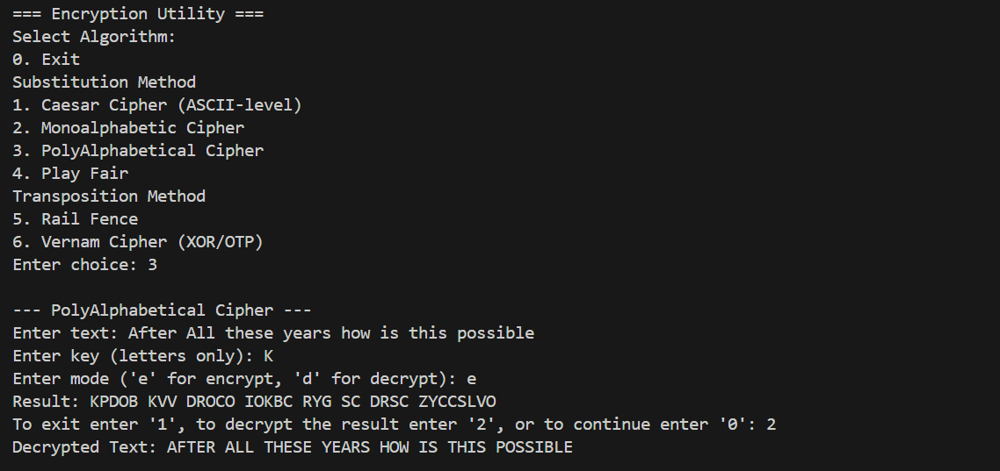 === Encryption Utility ===
Select Algorithm:
0. Exit
Substitution Method
1. Caesar Cipher (ASCII-level)
2. Monoalphabetic Cipher
3. PolyAlphabetical Cipher
4. Play Fair
Transposition Method
5. Rail Fence
6. Vernam Cipher (XOR/OTP)
Enter choice: 3

--- PolyAlphabetical Cipher ---
Enter text: After All these years how is this possible
Enter key (letters only): K
Enter mode ('e' for encrypt, 'd' for decrypt): e
Result: KPDOB KVV DROCO IOKBC RYG SC DRSC ZYCCSLVO
To exit enter '1', to decrypt the result enter '2', or to continue enter '0': 2
Decrypted Text: AFTER ALL THESE YEARS HOW IS THIS POSSIBLE